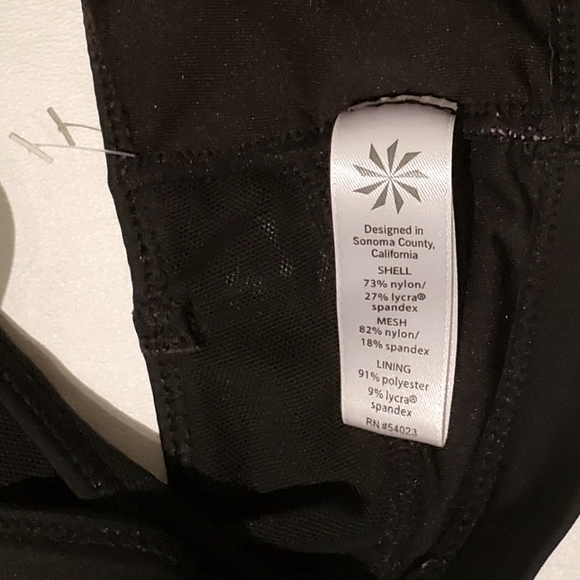 Designed in
Sonoma County,
California
SHELL
73% nylon/
27% lycra®
spandex
MESH
82% nylon/
18% spandex
LINING
91% polyester
9% lycra®
spandex
RN #54023